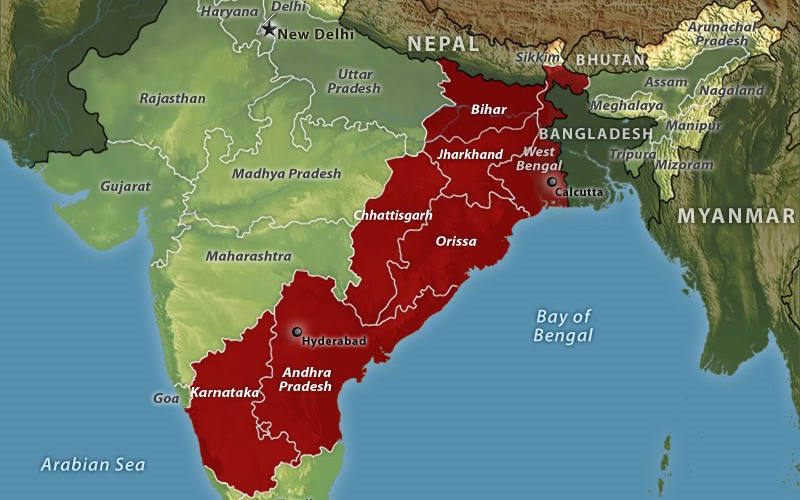 Haryana
Delhi
New Delhi
NEPAL
Sikkim
BHUTAN
Arunachal
Pradesh
Uttar
Pradesh
Assam
Nagaland
Rajasthan
Bihar
Meghalaya
Manipur
BANGLADESH
Jharkhand
West
Bengal
Tripura
Mizoram
Gujarat
Madhya Pradesh
Calcutta
Chhattisgarh
MYANMAR
Orissa
Maharashtra
Bay of
Bengal
Hyderabad
Andhra
Pradesh
Karnataka
Goa
Arabian Sea